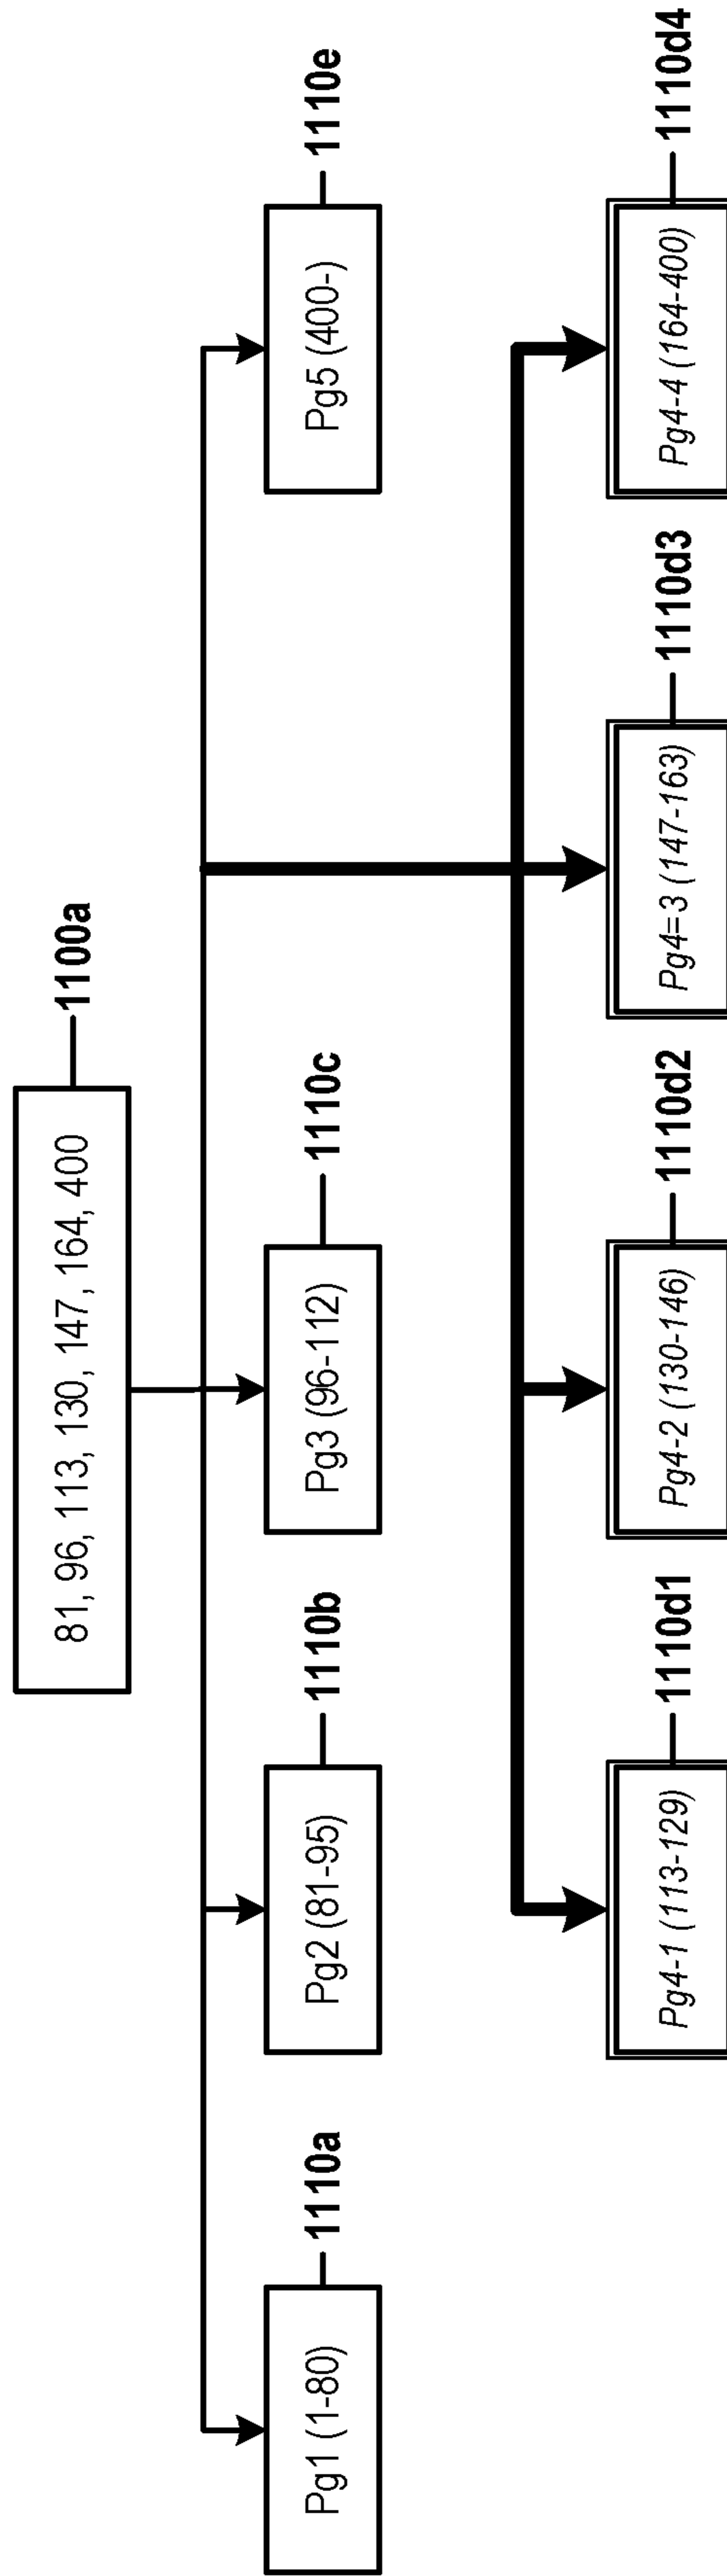 81, 96, 113, 130, 147, 164, 400
1100a
Pg1 (1-80)
1110a
Pg2 (81-95)
1110b
Pg3 (96-112)
1110c
Pg5 (400-)
1110e
Pg4-1 (113-129)
1110d1
Pg4-2 (130-146)
1110d2
Pg4=3 (147-163)
1110d3
Pg4-4 (164-400)
1110d4